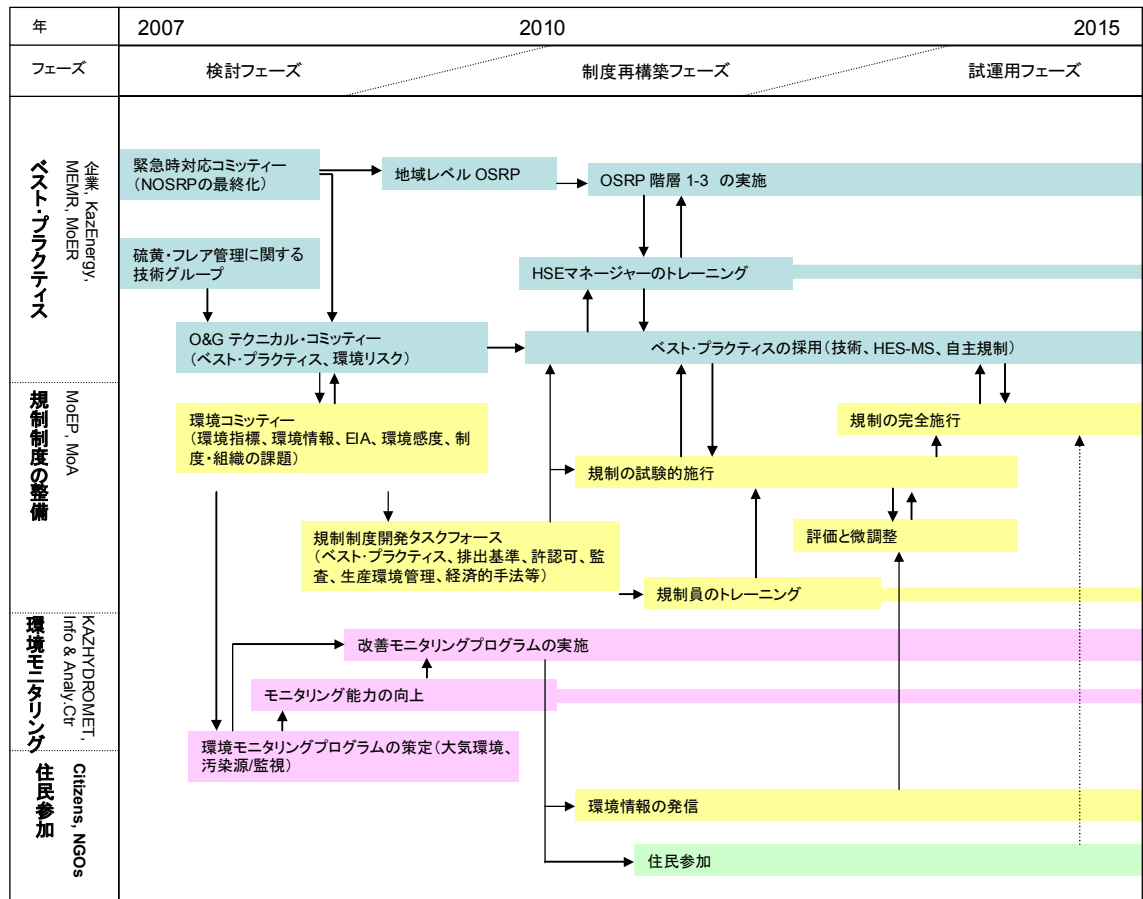 年
2007
2010
2015
フェーズ
検討フェーズ
制度再構築フェーズ
試運用フェーズ
ベスト・プラクティス
企業, KazEnergy,
MEMR, MoER
緊急時対応コミッティー
(NOSRPの最終化)
地域レベル OSRP
OSRP 階層 1-3 の実施
硫黄・フレア管理に関する
技術グループ
HSEマネージャーのトレーニング
O&G テクニカル・コミッティー
(ベスト・プラクティス、環境リスク)
ベスト・プラクティスの採用(技術、HES-MS、自主規制)
規制制度の整備
MoEP, MoA
環境コミッティー
(環境指標、環境情報、EIA、環境感度、制
度・組織の課題)
規制の完全施行
規制の試験的施行
規制制度開発タスクフォース
(ベスト・プラクティス、排出基準、許認可、監
査、生産環境管理、経済的手法等)
評価と微調整
規制員のトレーニング
環境モニタリング
KAZHYDROMET,
Info & Analy.Ctr
改善モニタリングプログラムの実施
モニタリング能力の向上
環境モニタリングプログラムの策定(大気環境、
汚染源/監視)
住民参加
Citizens, NGOs
環境情報の発信
住民参加